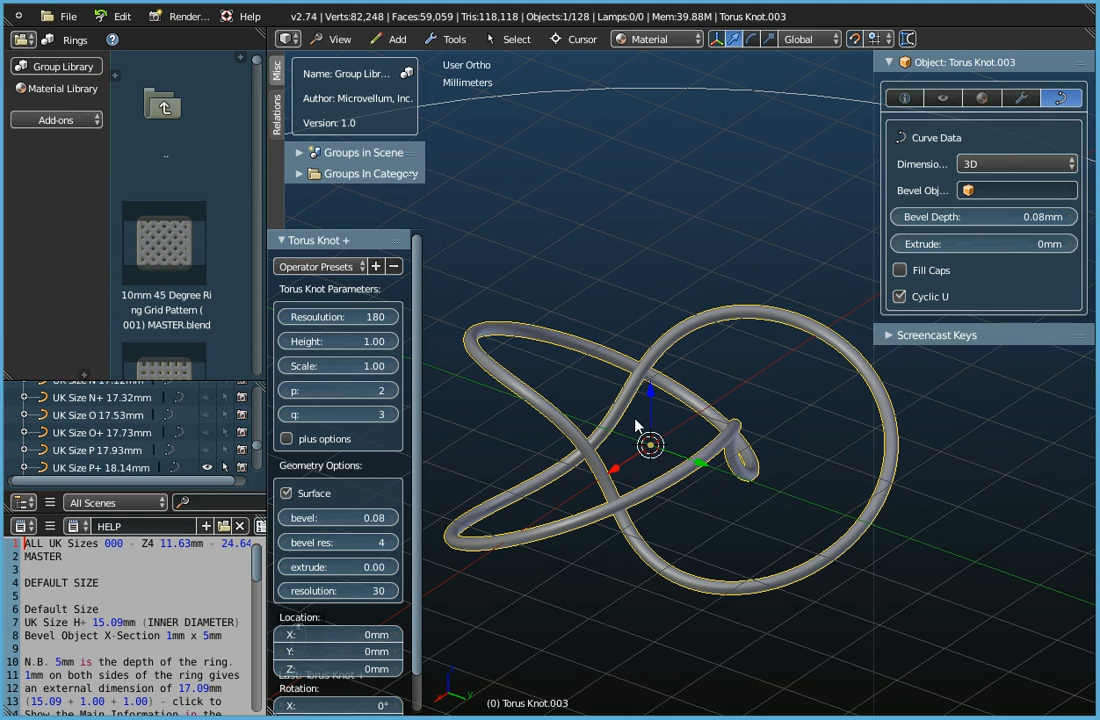 File
Edit
Render...
Help
v2.74 | Verts:82,248 | Faces:59,059 | Tris:118,118 | Objects:1/128 | Lamps:0/0 | Mem:39.88M | Torus Knot.003
Rings
View
Add
Tools
Select
Cursor
Material
Global
Group Library
Material Library
Add-ons
..
10mm 45 Degree Ri
ng Grid Pattern (
001) MASTER.blend
Misc
Relations
Name: Group Libr...
Author: Microvellum, Inc.
Version: 1.0
Groups in Scene
Groups In Category
User Ortho
Millimeters
Object: Torus Knot.003
Curve Data
Dimensio...
3D
Bevel Obj...
Bevel Depth: 0.08mm
Extrude: 0mm
Fill Caps
Cyclic U
Screencast Keys
Torus Knot +
Operator Presets
Torus Knot Parameters:
Resoulution: 180
Height: 1.00
Scale: 1.00
p: 2
q: 3
plus options
Geometry Options:
Surface
bevel: 0.08
bevel res: 4
extrude: 0.00
resolution: 30
Location:
X: 0mm
Y: 0mm
Z: 0mm
Rotation:
X: 0°
UK Size N 17.12mm
UK Size N+ 17.32mm
UK Size O 17.53mm
UK Size O+ 17.73mm
UK Size P 17.93mm
UK Size P+ 18.14mm
All Scenes
HELP
1 ALL UK Sizes 000 - Z4 11.63mm - 24.64
2 MASTER
3
4 DEFAULT SIZE
5
6 Default Size
7 UK Size H+ 15.09mm (INNER DIAMETER)
8 Bevel Object X-Section 1mm x 5mm
9
10 N.B. 5mm is the depth of the ring.
11 1mm on both sides of the ring gives
12 an external dimension of 17.09mm
13 (15.09 + 1.00 + 1.00) - click to
Show the Main Information in the
z
y
(0) Torus Knot.003